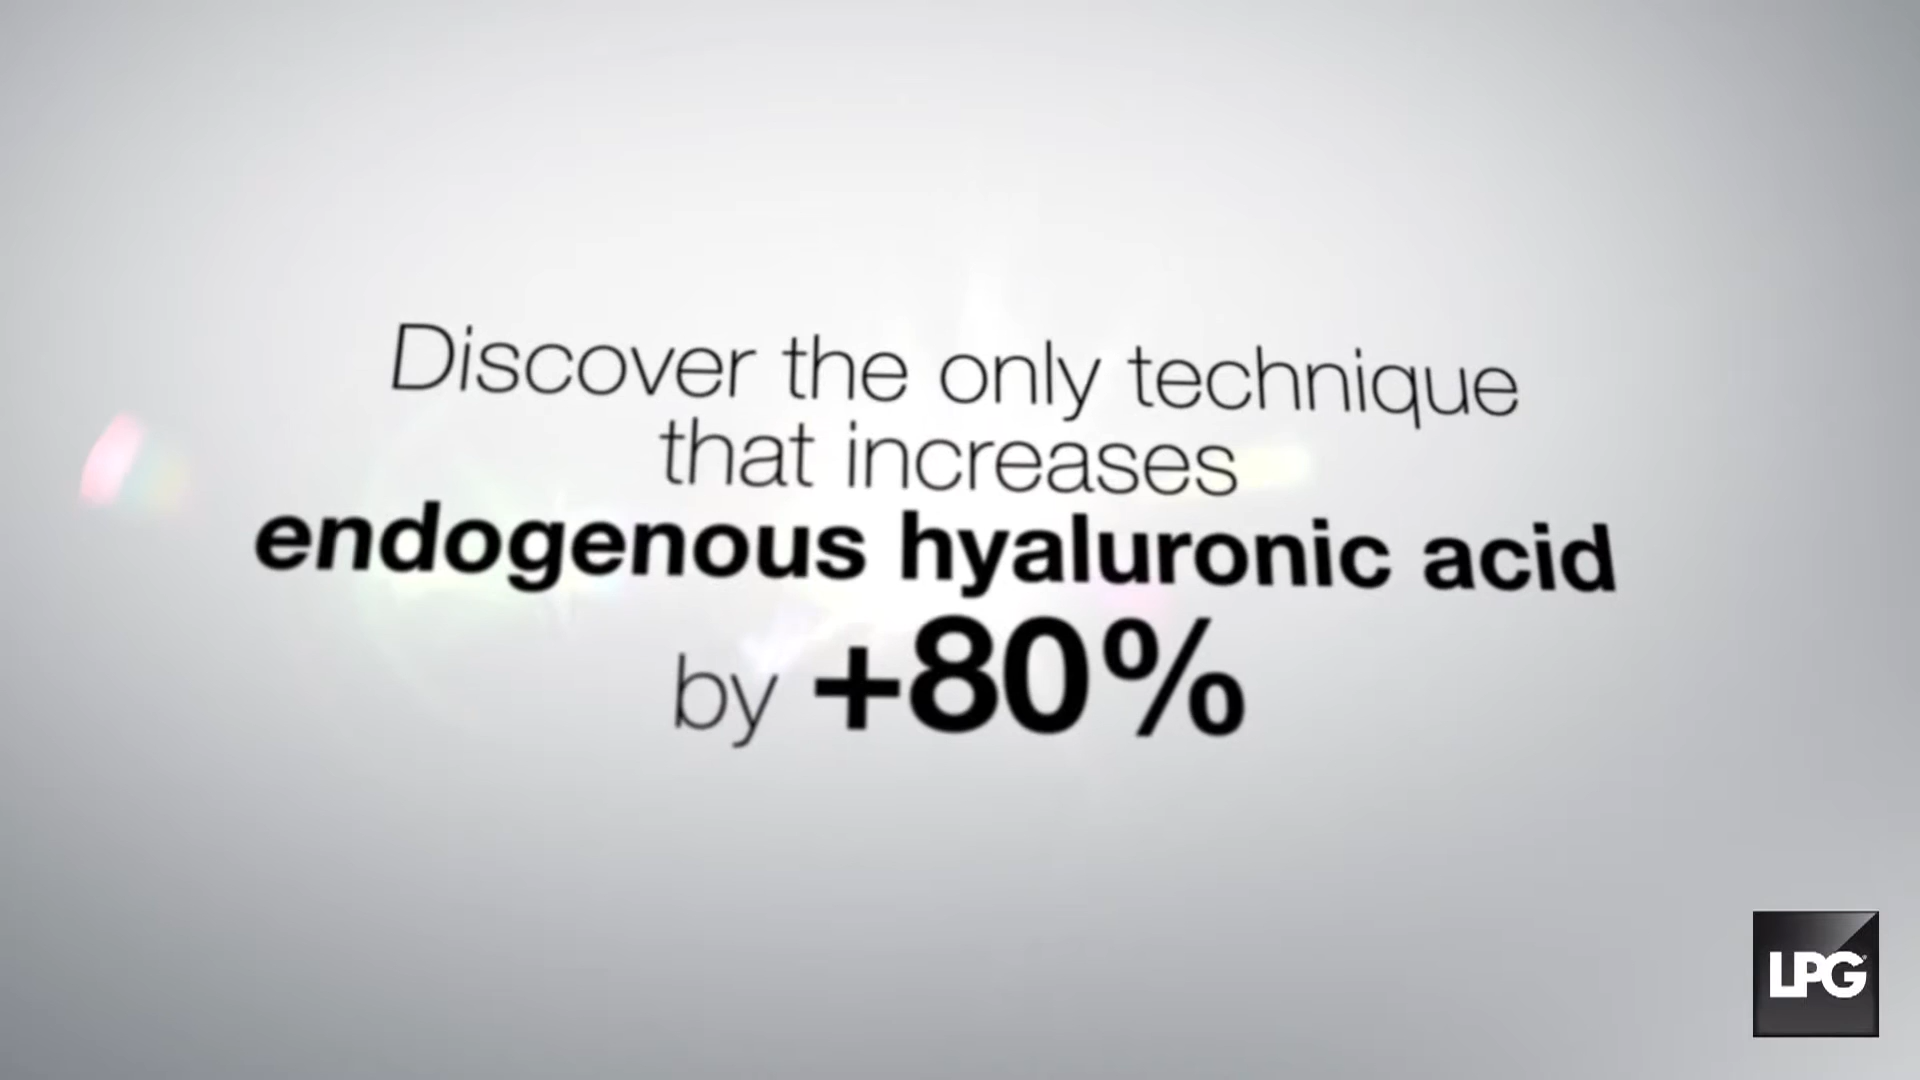 Discover the only technique
that increases
endogenous hyaluronic acid
by +80%
LPG®